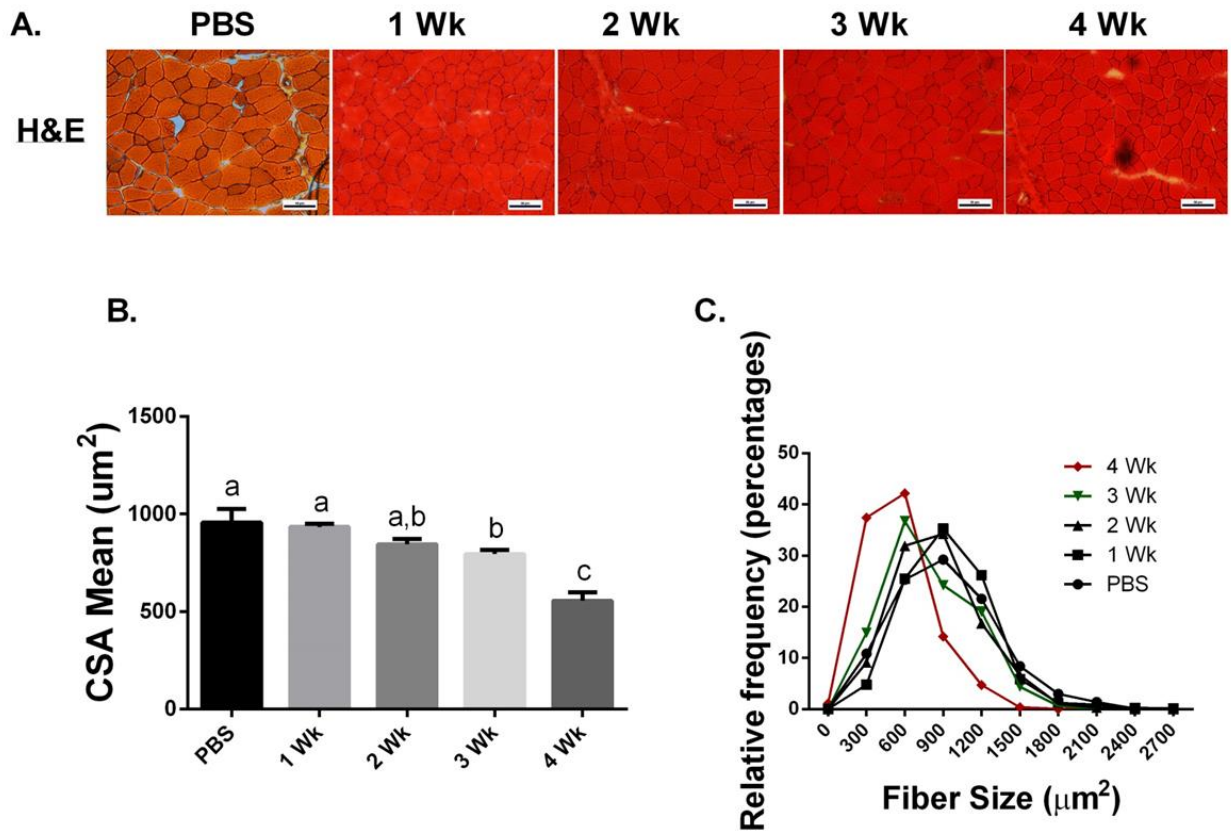 A.
PBS
1 Wk
2 Wk
3 Wk
4 Wk
H&E
B.
CSA Mean (um²)
1500
1000
500
0
a
a
a,b
b
c
PBS
1 Wk
2 Wk
3 Wk
4 Wk
C.
Relative frequency (percentages)
50
40
30
20
10
0
4 Wk
3 Wk
2 Wk
1 Wk
PBS
0
300
600
900
1200
1500
1800
2100
2400
2700
Fiber Size (μm²)